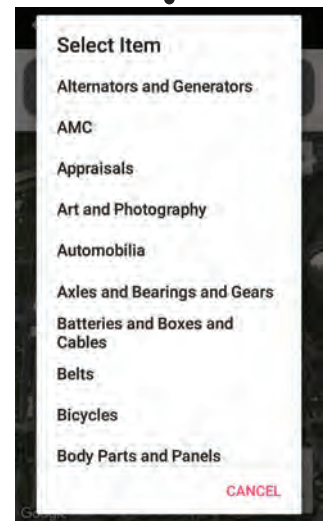 Select Item
Alternators and Generators
AMC
Appraisals
Art and Photography
Automobilia
Axles and Bearings and Gears
Batteries and Boxes and
Cables
Belts
Bicycles
Body Parts and Panels
CANCEL
Google